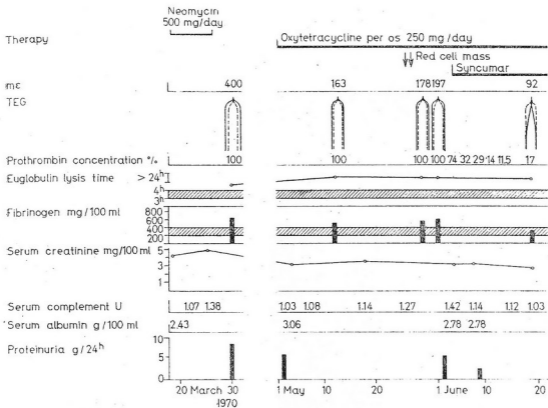 Neomycin
500 mg/day
Therapy
Oxytetracycline per os 250 mg/day
Red cell mass
Syncumar
mε 400 163 178 197 92
TEG
Prothrombin concentration °/o 100 100 100 100 74 32 29 14 11.5 17
Euglobulin lysis time > 24h
4h
3h
Fibrinogen mg/100 ml 800
600
400
200
Serum creatinine mg/100 ml 5
3
1
Serum complement U 1.07 1.38 1.03 1.08 1.14 1.27 1.42 1.14 1.12 1.03
Serum albumin g/100 ml 2.43 3.06 2.78 2.78
Proteinuria g/24h 10
5
0
20 March 30 1 May 10 20 1 June 10 20
1970